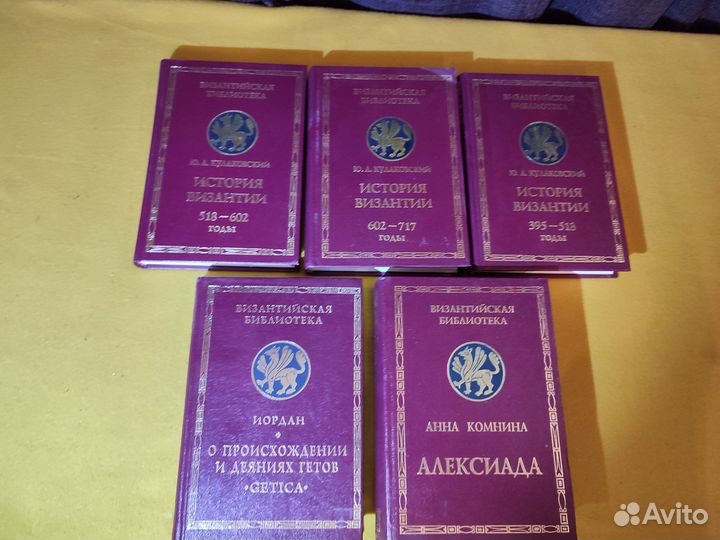 ВИЗАНТИЙСКАЯ
БИБЛИОТЕКА
Ю. А. КУЛАКОВСКИЙ
ИСТОРИЯ
ВИЗАНТИИ
518—602
ГОДЫ
ВИЗАНТИЙСКАЯ
БИБЛИОТЕКА
Ю. А. КУЛАКОВСКИЙ
ИСТОРИЯ
ВИЗАНТИИ
602—717
ГОДЫ
ВИЗАНТИЙСКАЯ
БИБЛИОТЕКА
Ю. А. КУЛАКОВСКИЙ
ИСТОРИЯ
ВИЗАНТИИ
395—518
ГОДЫ
ВИЗАНТИЙСКАЯ
БИБЛИОТЕКА
ИОРДАН
О ПРОИСХОЖДЕНИИ
И ДЕЯНИЯХ ГЕТОВ
•GETICA•
ВИЗАНТИЙСКАЯ
БИБЛИОТЕКА
АННА КОМНИНА
АЛЕКСИАДА
Avito